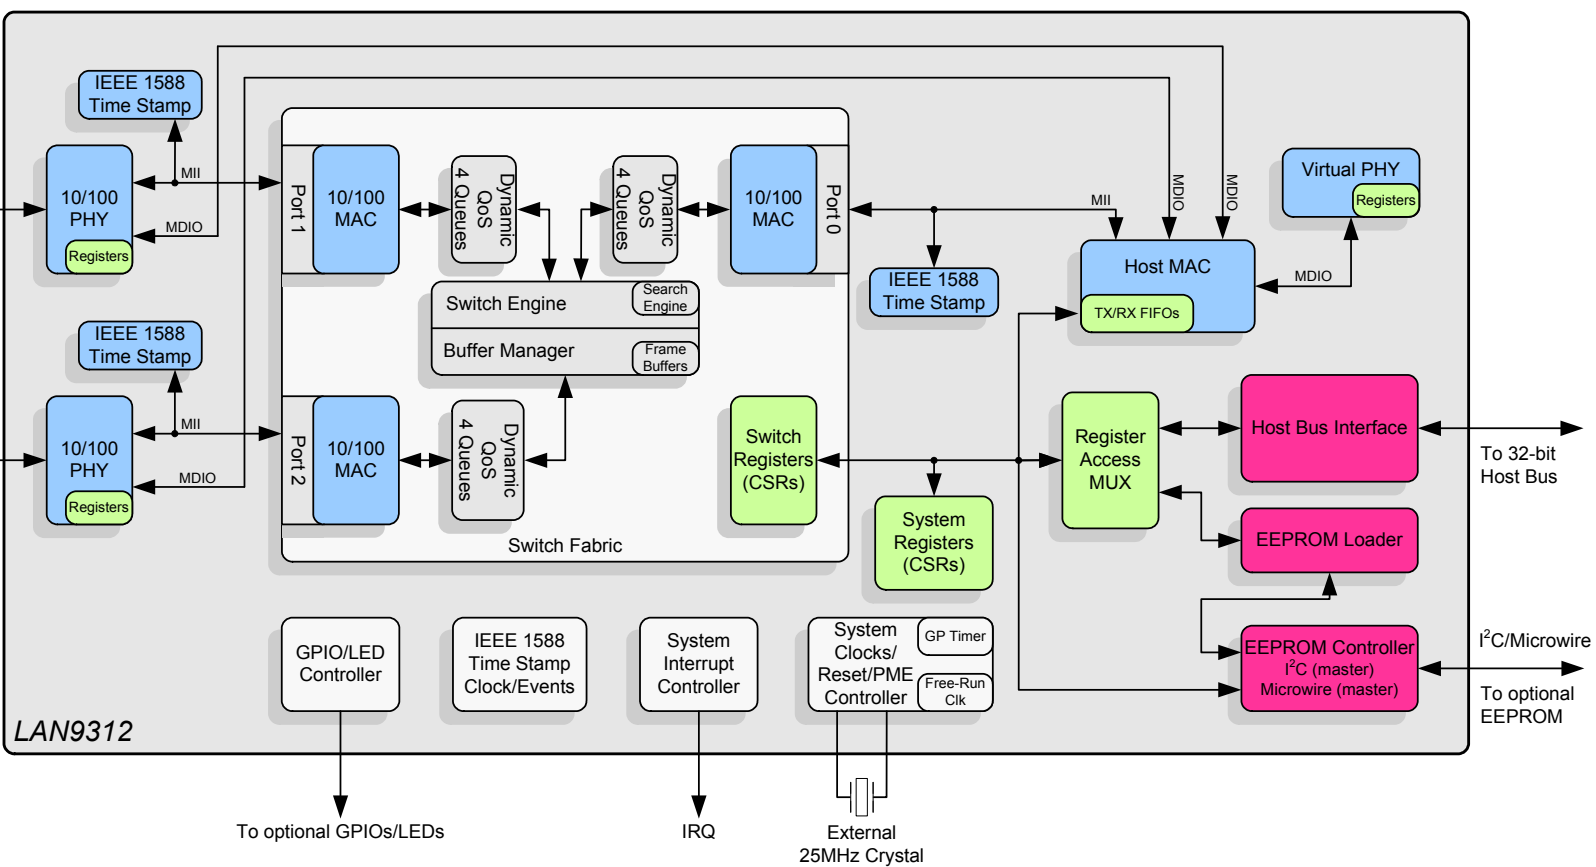 IEEE 1588
Time Stamp
10/100
PHY
Registers
MII
MDIO
Port 1
10/100
MAC
Dynamic
QoS
4 Queues
Dynamic
QoS
4 Queues
10/100
MAC
Port 0
MII
MDIO
MDIO
Virtual PHY
Registers
Host MAC
TX/RX FIFOs
MDIO
IEEE 1588
Time Stamp
Switch Engine
Search
Engine
Buffer Manager
Frame
Buffers
IEEE 1588
Time Stamp
10/100
PHY
Registers
MII
MDIO
Port 2
10/100
MAC
Dynamic
QoS
4 Queues
Switch
Registers
(CSRs)
Switch Fabric
System
Registers
(CSRs)
Register
Access
MUX
Host Bus Interface
To 32-bit
Host Bus
EEPROM Loader
EEPROM Controller
I²C (master)
Microwire (master)
I²C/Microwire
To optional
EEPROM
GPIO/LED
Controller
IEEE 1588
Time Stamp
Clock/Events
System
Interrupt
Controller
System
Clocks/
Reset/PME
Controller
GP Timer
Free-Run
Clk
LAN9312
To optional GPIOs/LEDs
IRQ
External
25MHz Crystal